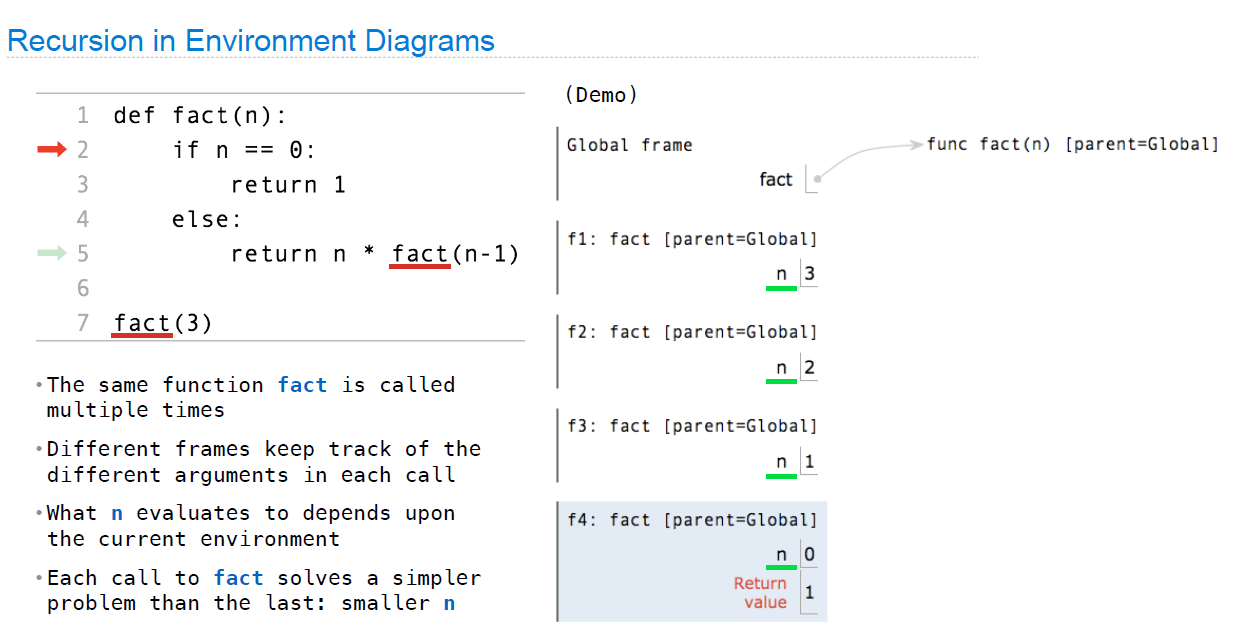 Recursion in Environment Diagrams
1 def fact(n):
2 if n == 0:
3 return 1
4 else:
5 return n * fact(n-1)
6
7 fact(3)
•The same function fact is called
multiple times
•Different frames keep track of the
different arguments in each call
•What n evaluates to depends upon
the current environment
•Each call to fact solves a simpler
problem than the last: smaller n
(Demo)
Global frame
fact
func fact(n) [parent=Global]
f1: fact [parent=Global]
n 3
f2: fact [parent=Global]
n 2
f3: fact [parent=Global]
n 1
f4: fact [parent=Global]
n 0
Return
value 1